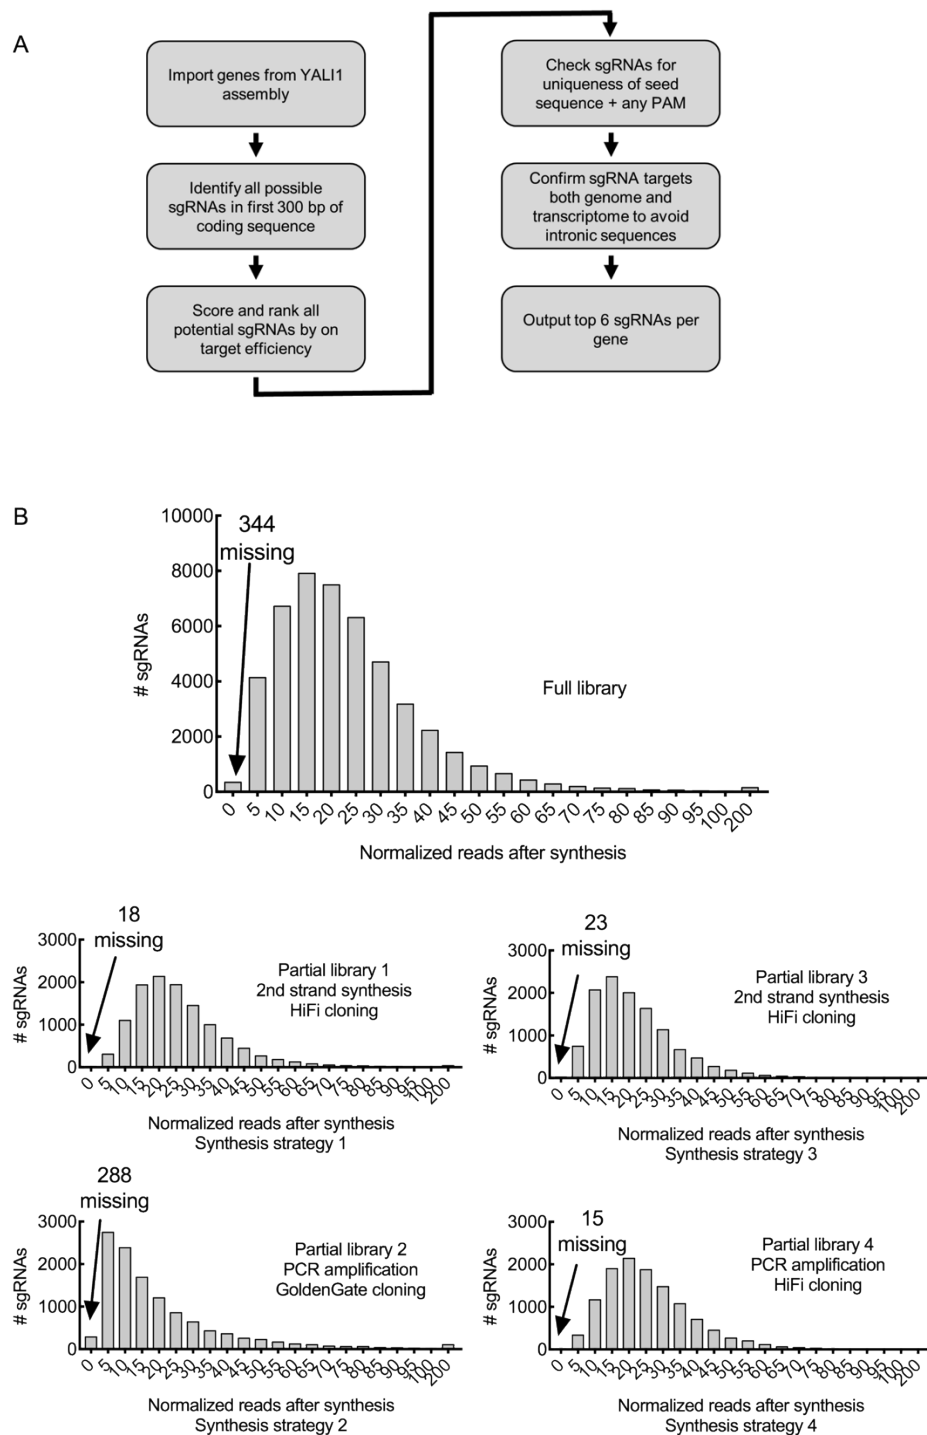 A
Import genes from YALI1
assembly
Identify all possible
sgRNAs in first 300 bp of
coding sequence
Score and rank all
potential sgRNAs by on
target efficiency
Check sgRNAs for
uniqueness of seed
sequence + any PAM
Confirm sgRNA targets
both genome and
transcriptome to avoid
intronic sequences
Output top 6 sgRNAs per
gene
B
344
missing
10000
8000
6000
4000
2000
0
# sgRNAs
Full library
0 5 10 15 20 25 30 35 40 45 50 55 60 65 70 75 80 85 90 95 100 200
Normalized reads after synthesis
18
missing
3000
2000
1000
0
# sgRNAs
Partial library 1
2nd strand synthesis
HiFi cloning
0 5 10 15 20 25 30 35 40 45 50 55 60 65 70 75 80 85 90 95 100 200
Normalized reads after synthesis
Synthesis strategy 1
23
missing
3000
2000
1000
0
# sgRNAs
Partial library 3
2nd strand synthesis
HiFi cloning
0 5 10 15 20 25 30 35 40 45 50 55 60 65 70 75 80 85 90 95 100 200
Normalized reads after synthesis
Synthesis strategy 3
288
missing
3000
2000
1000
0
# sgRNAs
Partial library 2
PCR amplification
GoldenGate cloning
0 5 10 15 20 25 30 35 40 45 50 55 60 65 70 75 80 85 90 95 100 200
Normalized reads after synthesis
Synthesis strategy 2
15
missing
3000
2000
1000
0
# sgRNAs
Partial library 4
PCR amplification
HiFi cloning
0 5 10 15 20 25 30 35 40 45 50 55 60 65 70 75 80 85 90 95 100 200
Normalized reads after synthesis
Synthesis strategy 4